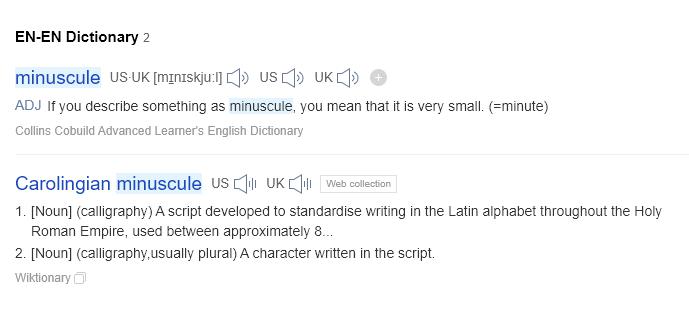 EN-EN Dictionary 2
minuscule US·UK [mɪnɪskjuːl] US UK
ADJ If you describe something as minuscule, you mean that it is very small. (=minute)
Collins Cobuild Advanced Learner's English Dictionary
Carolingian minuscule US UK Web collection
1. [Noun] (calligraphy) A script developed to standardise writing in the Latin alphabet throughout the Holy
Roman Empire, used between approximately 8...
2. [Noun] (calligraphy,usually plural) A character written in the script.
Wiktionary